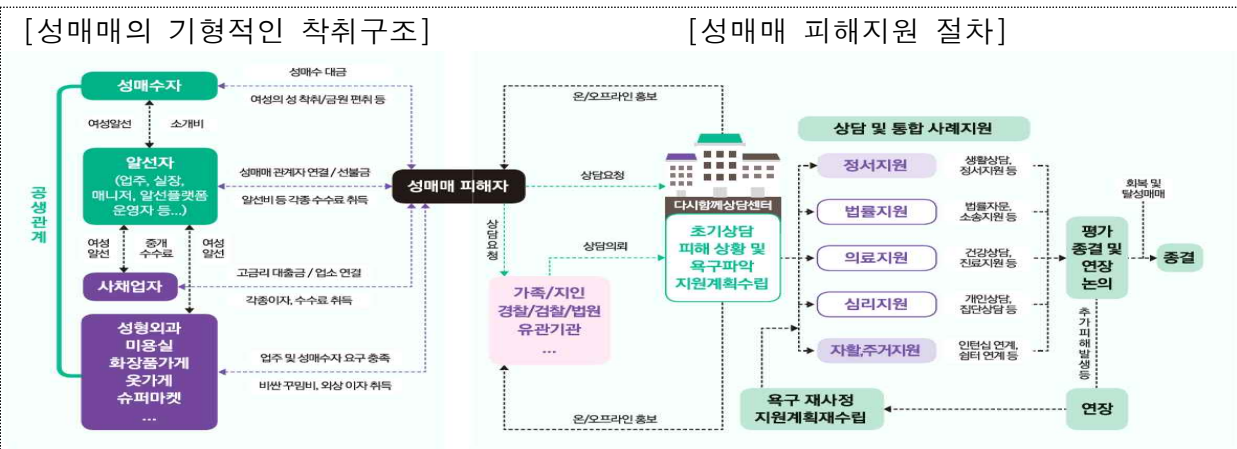 [성매매의 기형적인 착취구조]
[성매매 피해지원 절차]
성매수자
성매수 대금
여성의 성 착취/금원 편취 등
여성알선
소개비
알선자
(업주, 실장,
매니저, 알선플랫폼
운영자 등...)
성매매 관계자 연결 / 선불금
알선비 등 각종 수수료 취득
공생관계
여성
알선
중개
수수료
여성
알선
사채업자
고금리 대출금 / 업소 연결
각종이자, 수수료 취득
성형외과
미용실
화장품가게
옷가게
슈퍼마켓
...
업주 및 성매수자 요구 충족
비싼 꾸밈비, 외상 이자 취득
성매매 피해자
온/오프라인 홍보
상담요청
상담요청
상담의뢰
가족/지인
경찰/검찰/법원
유관기관
...
온/오프라인 홍보
다시함께상담센터
초기상담
피해 상황 및
욕구파악
지원계획수립
상담 및 통합 사례지원
정서지원
생활상담,
정서지원 등
법률지원
법률자문,
소송지원 등
의료지원
건강상담,
진료지원 등
심리지원
개인상담,
집단상담 등
자활,주거지원
인턴십 연계,
쉼터 연계 등
평가
종결 및
연장
논의
회복 및
탈성매매
종결
추가피해발생등
연장
욕구 재사정
지원계획재수립